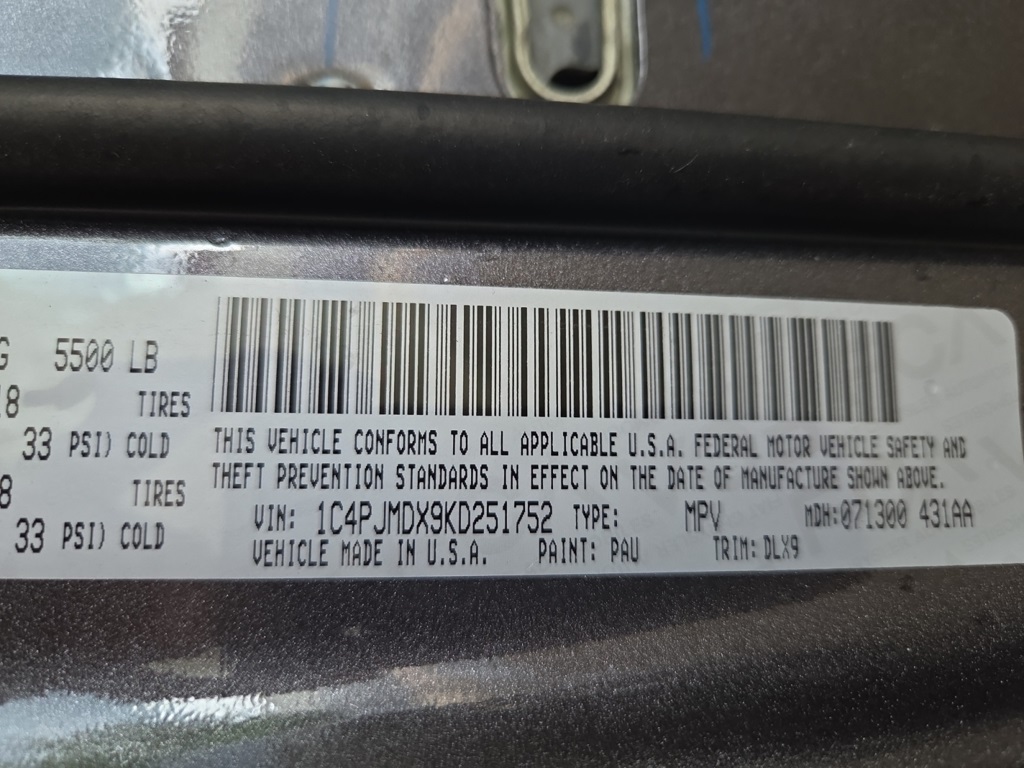 G 5500 LB
18 TIRES
33 PSI) COLD
8 TIRES
33 PSI) COLD
THIS VEHICLE CONFORMS TO ALL APPLICABLE U.S.A. FEDERAL MOTOR VEHICLE SAFETY AND
THEFT PREVENTION STANDARDS IN EFFECT ON THE DATE OF MANUFACTURE SHOWN ABOVE.
VIN: 1C4PJMDX9KD251752 TYPE: MPV MDH:071300 431AA
VEHICLE MADE IN U.S.A. PAINT: PAU TRIM: DLX9